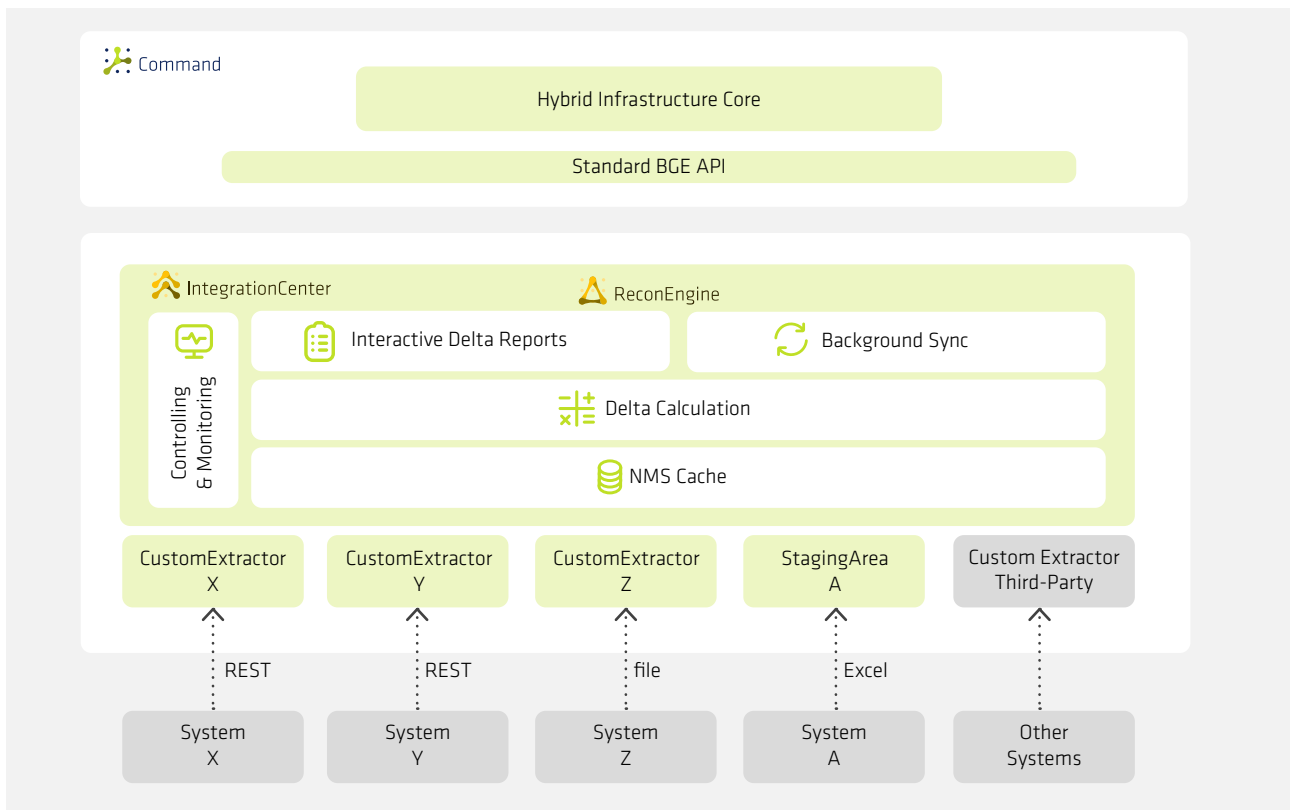 Command
Hybrid Infrastructure Core
Standard BGE API
IntegrationCenter
ReconEngine
Controlling
& Monitoring
Interactive Delta Reports
Background Sync
Delta Calculation
NMS Cache
CustomExtractor
X
CustomExtractor
Y
CustomExtractor
Z
StagingArea
A
Custom Extractor
Third-Party
REST
REST
file
Excel
System
X
System
Y
System
Z
System
A
Other
Systems